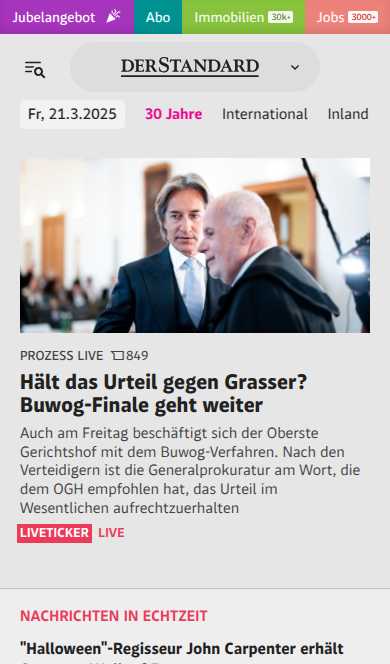 Jubelangebot Abo Immobilien 30k+ Jobs 3000+
DERSTANDARD
Fr, 21.3.2025 30 Jahre International Inland
PROZESS LIVE 849
Hält das Urteil gegen Grasser?
Buwog-Finale geht weiter
Auch am Freitag beschäftigt sich der Oberste
Gerichtshof mit dem Buwog-Verfahren. Nach den
Verteidigern ist die Generalprokuratur am Wort, die
dem OGH empfohlen hat, das Urteil im
Wesentlichen aufrechtzuerhalten
LIVETICKER LIVE
NACHRICHTEN IN ECHTZEIT
"Halloween"-Regisseur John Carpenter erhält